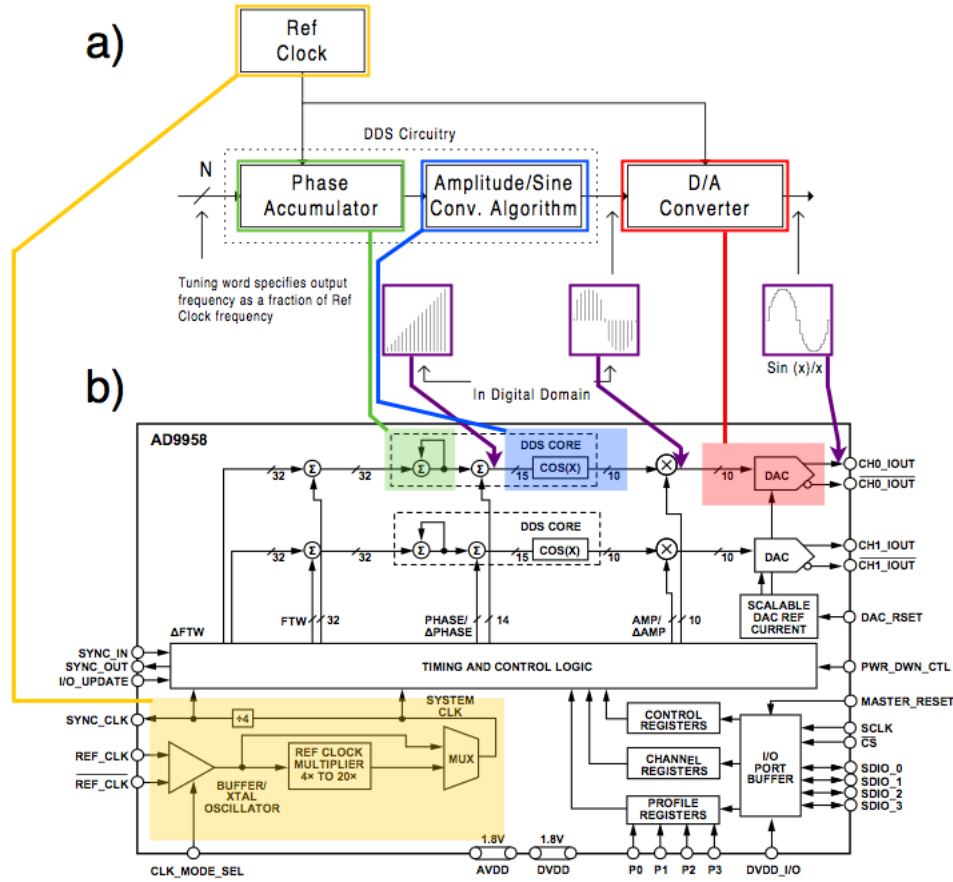 a)
Ref
Clock
DDS Circuitry
N
Phase
Accumulator
Amplitude/Sine
Conv. Algorithm
D/A
Converter
Tuning word specifies output
frequency as a fraction of Ref
Clock frequency
In Digital Domain
Sin (x)/x
b)
AD9958
DDS CORE
32
Σ
32
Σ
Σ
15
COS(X)
10
10
DAC
CH0_IOUT
CH0_IOUT
DDS CORE
32
Σ
32
Σ
Σ
15
COS(X)
10
10
DAC
CH1_IOUT
CH1_IOUT
SCALABLE
DAC REF
CURRENT
DAC_RSET
ΔFTW
FTW
32
PHASE/
ΔPHASE
14
AMP/
ΔAMP
10
SYNC_IN
SYNC_OUT
I/O_UPDATE
TIMING AND CONTROL LOGIC
PWR_DWN_CTL
SYNC_CLK
÷4
SYSTEM
CLK
REF_CLK
REF_CLK
BUFFER/
XTAL
OSCILLATOR
REF CLOCK
MULTIPLIER
4× TO 20×
MUX
CONTROL
REGISTERS
CHANNEL
REGISTERS
PROFILE
REGISTERS
I/O
PORT
BUFFER
MASTER_RESET
SCLK
CS
SDIO_0
SDIO_1
SDIO_2
SDIO_3
CLK_MODE_SEL
1.8V
AVDD
1.8V
DVDD
P0
P1
P2
P3
DVDD_I/O